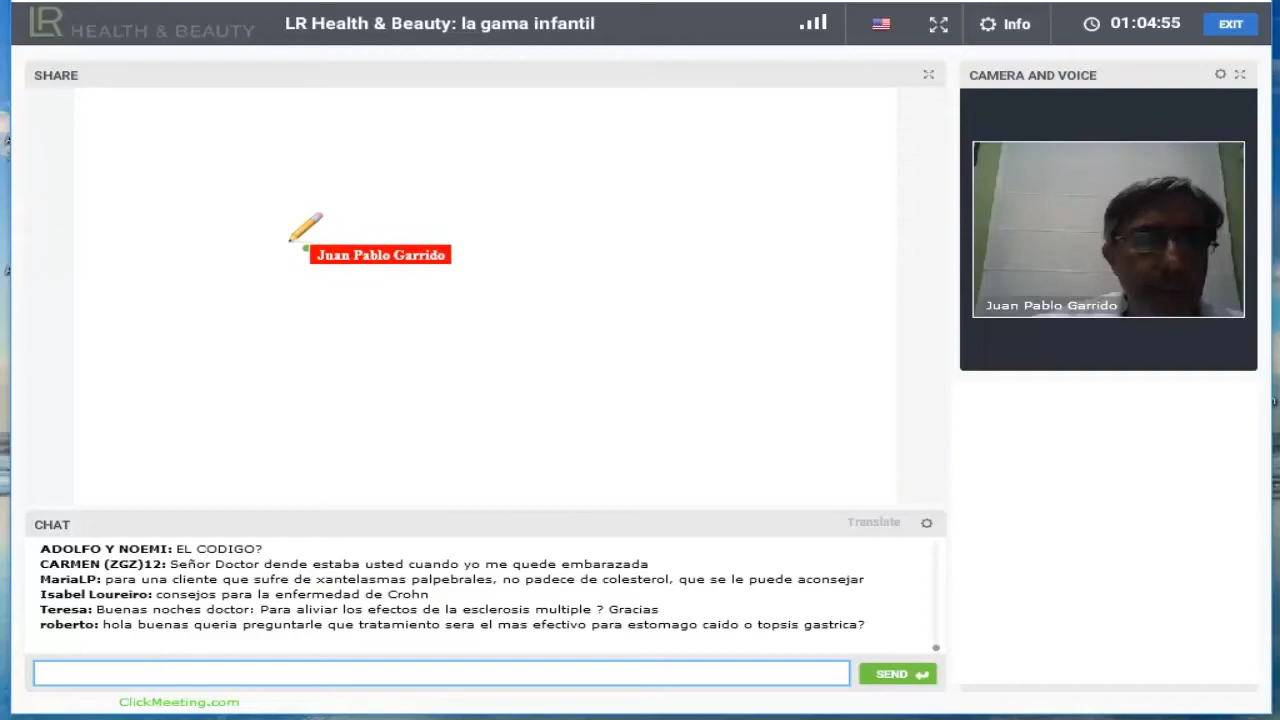 LR HEALTH & BEAUTY
LR Health & Beauty: la gama infantil
Info
01:04:55
EXIT
SHARE
CAMERA AND VOICE
Juan Pablo Garrido
Juan Pablo Garrido
CHAT
Translate
ADOLFO Y NOEMI: EL CODIGO?
CARMEN (ZGZ)12: Señor Doctor dende estaba usted cuando yo me quede embarazada
MariaLP: para una cliente que sufre de xantelasmas palpebrales, no padece de colesterol, que se le puede aconsejar
Isabel Loureiro: consejos para la enfermedad de Crohn
Teresa: Buenas noches doctor: Para aliviar los efectos de la esclerosis multiple ? Gracias
roberto: hola buenas queria preguntarle que tratamiento sera el mas efectivo para estomago caido o topsis gastrica?
SEND
ClickMeeting.com